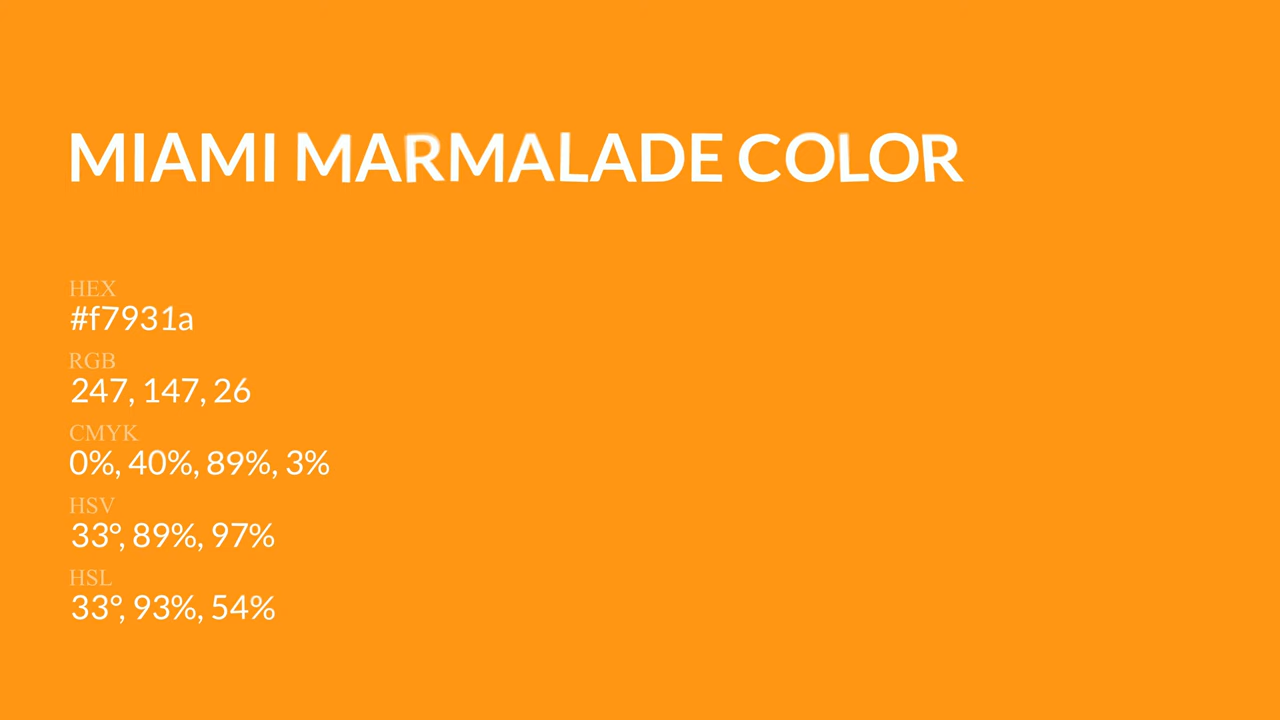 MIAMI MARMALADE COLOR
HEX
#f7931a
RGB
247, 147, 26
CMYK
0%, 40%, 89%, 3%
HSV
33°, 89%, 97%
HSL
33°, 93%, 54%